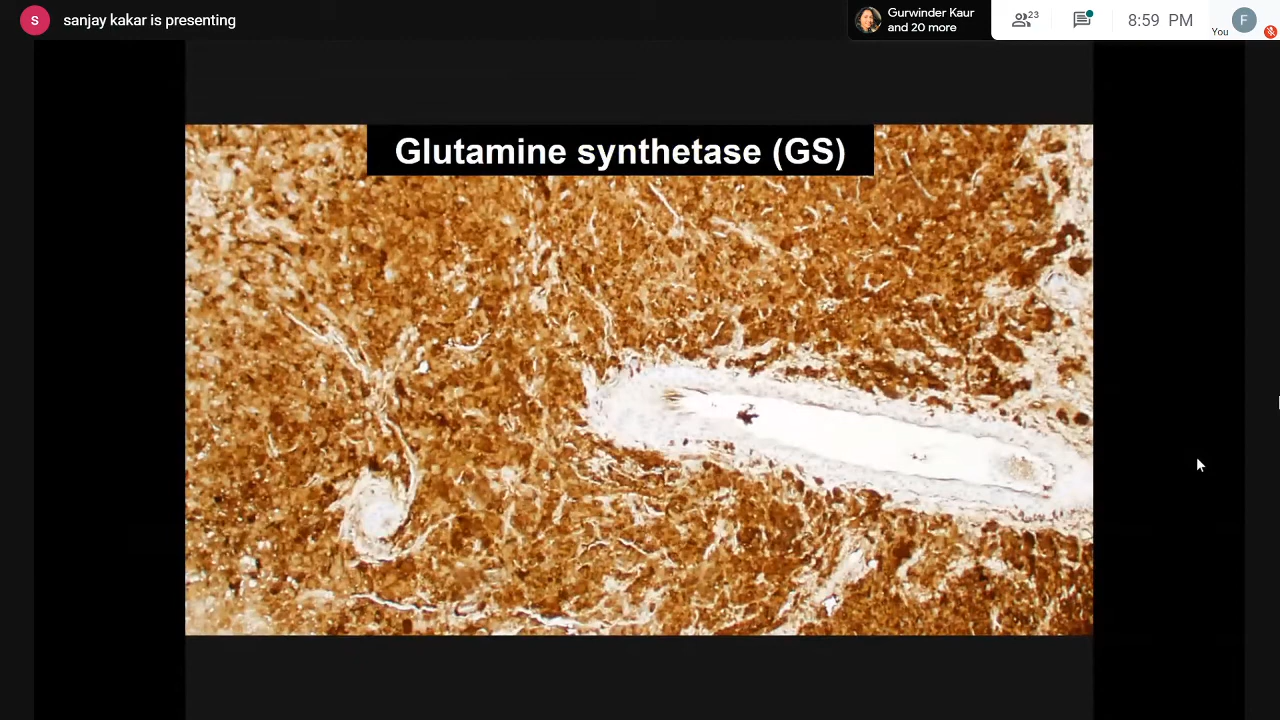 S
sanjay kakar is presenting
Gurwinder Kaur
and 20 more
23
8:59 PM
You
F
Glutamine synthetase (GS)